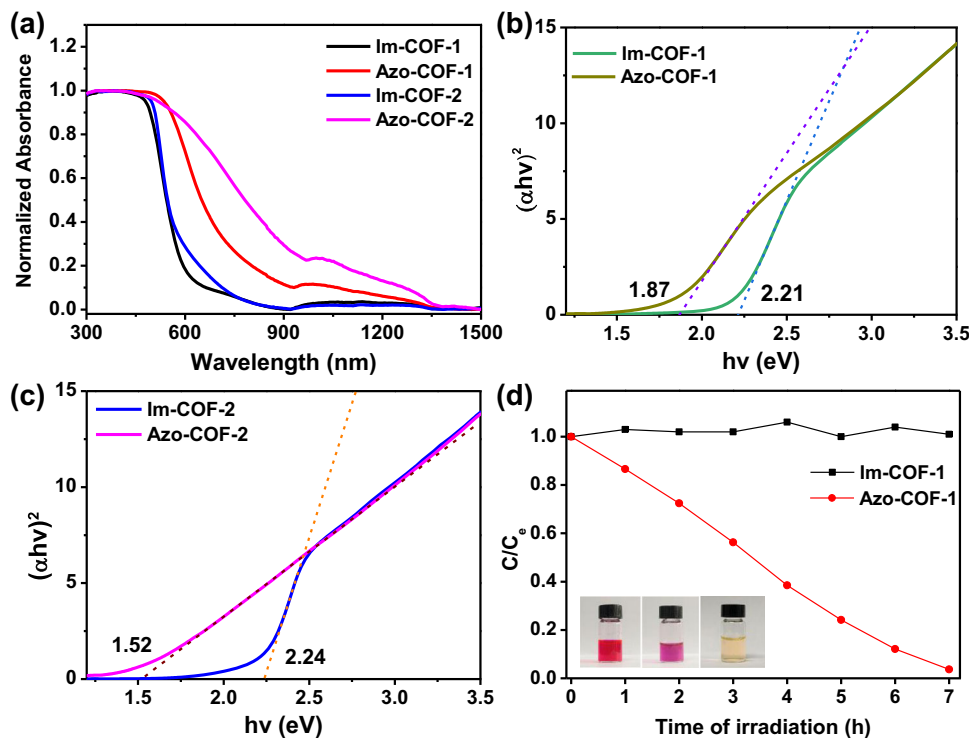 (a)
Im-COF-1
Azo-COF-1
Im-COF-2
Azo-COF-2
1.2
1.0
0.8
0.6
0.4
0.2
0.0
Normalized Absorbance
300 600 900 1200 1500
Wavelength (nm)
(b)
Im-COF-1
Azo-COF-1
15
10
5
0
(αhν)²
1.87
2.21
1.5 2.0 2.5 3.0 3.5
hν (eV)
(c)
Im-COF-2
Azo-COF-2
15
10
5
0
(αhν)²
1.52
2.24
1.5 2.0 2.5 3.0 3.5
hν (eV)
(d)
Im-COF-1
Azo-COF-1
1.0
0.8
0.6
0.4
0.2
0.0
C/Cₑ
0 1 2 3 4 5 6 7
Time of irradiation (h)